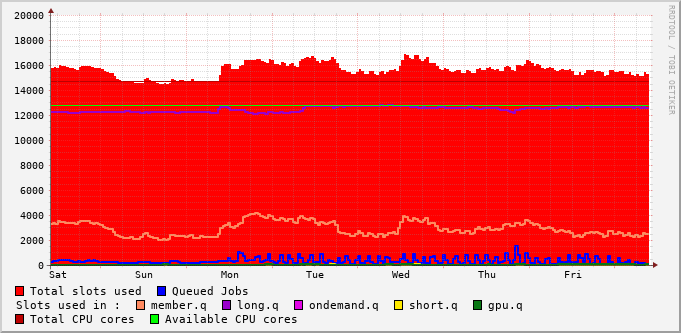 20000
18000
16000
14000
12000
10000
8000
6000
4000
2000
0
Sat Sun Mon Tue Wed Thu Fri
RRDTOOL / TOBI OETIKER
Total slots used Queued Jobs
Slots used in : member.q long.q ondemand.q short.q gpu.q
Total CPU cores Available CPU cores